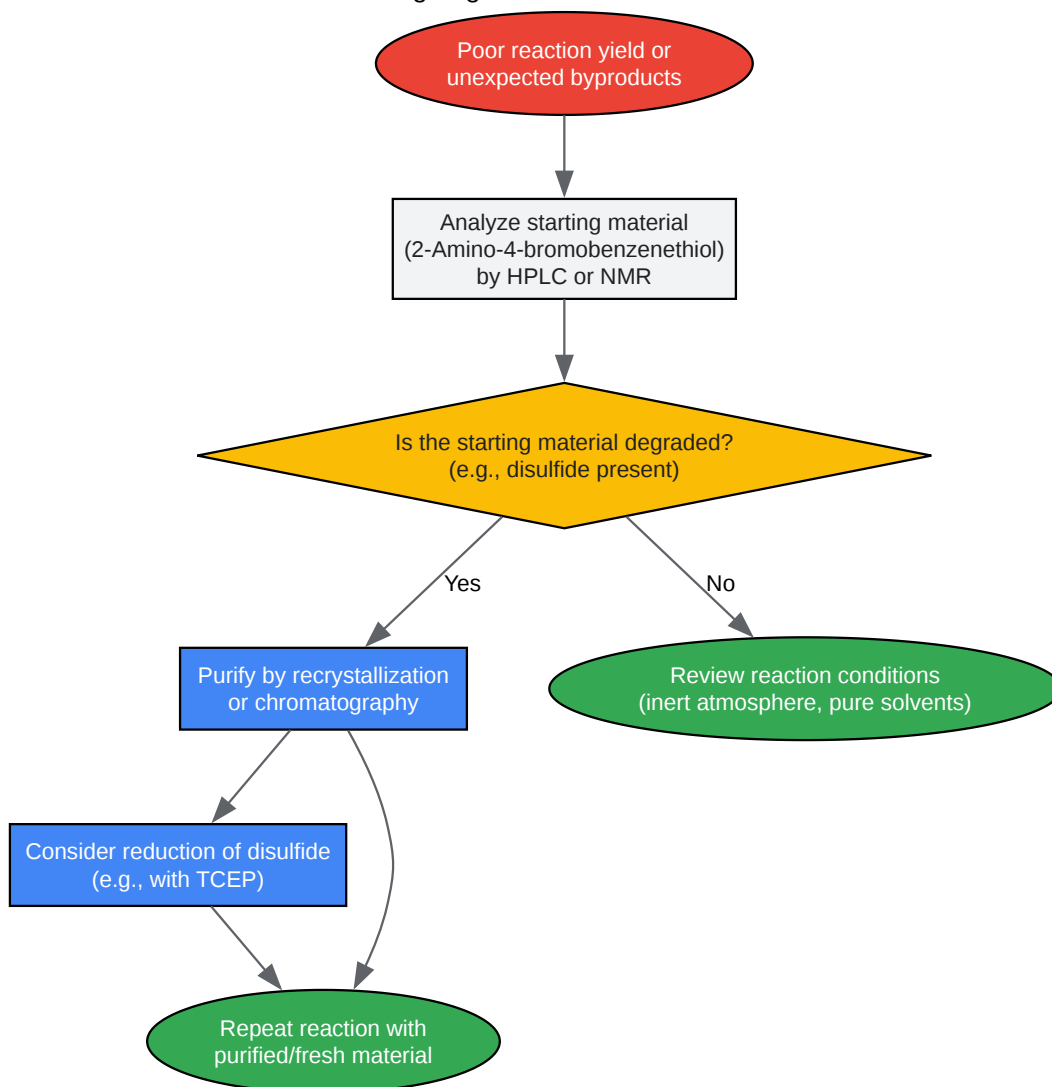 Poor reaction yield or
unexpected byproducts
Analyze starting material
(2-Amino-4-bromobenzenethiol)
by HPLC or NMR
Is the starting material degraded?
(e.g., disulfide present)
Yes
No
Purify by recrystallization
or chromatography
Review reaction conditions
(inert atmosphere, pure solvents)
Consider reduction of disulfide
(e.g., with TCEP)
Repeat reaction with
purified/fresh material